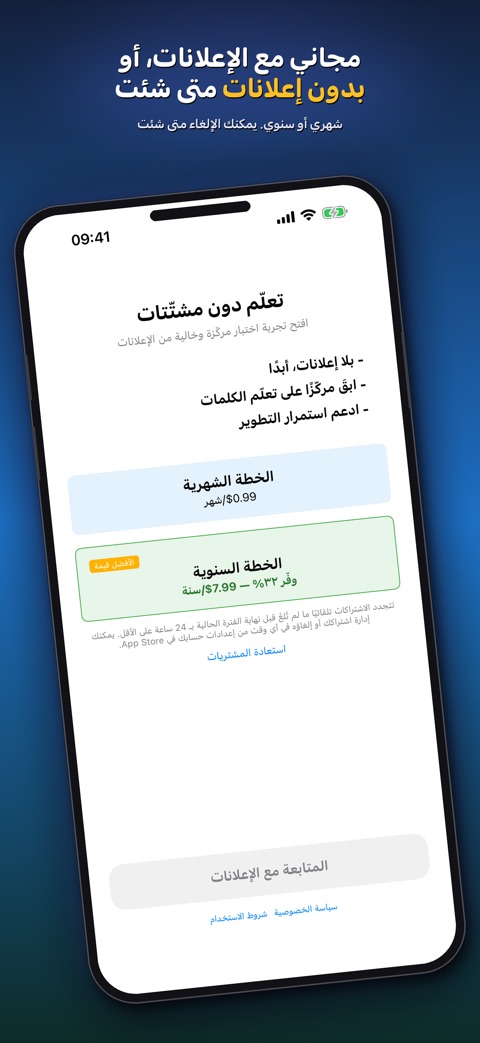 مجاني مع الإعلانات، أو
بدون إعلانات متى شئت
شهري أو سنوي. يمكنك الإلغاء متى شئت
09:41
تعلّم دون مشتّتات
افتح تجربة اختبار مركّزة وخالية من الإعلانات
- بلا إعلانات، أبدًا
- ابقَ مركّزًا على تعلّم الكلمات
- ادعم استمرار التطوير
الخطة الشهرية
$0.99/شهر
الأفضل قيمة
الخطة السنوية
وفّر ٣٢% — $7.99/سنة
تتجدد الاشتراكات تلقائيًا ما لم تُلغَ قبل نهاية الفترة الحالية بـ 24 ساعة على الأقل. يمكنك
إدارة اشتراكك أو إلغاؤه في أي وقت من إعدادات حسابك في App Store.
استعادة المشتريات
المتابعة مع الإعلانات
سياسة الخصوصية شروط الاستخدام